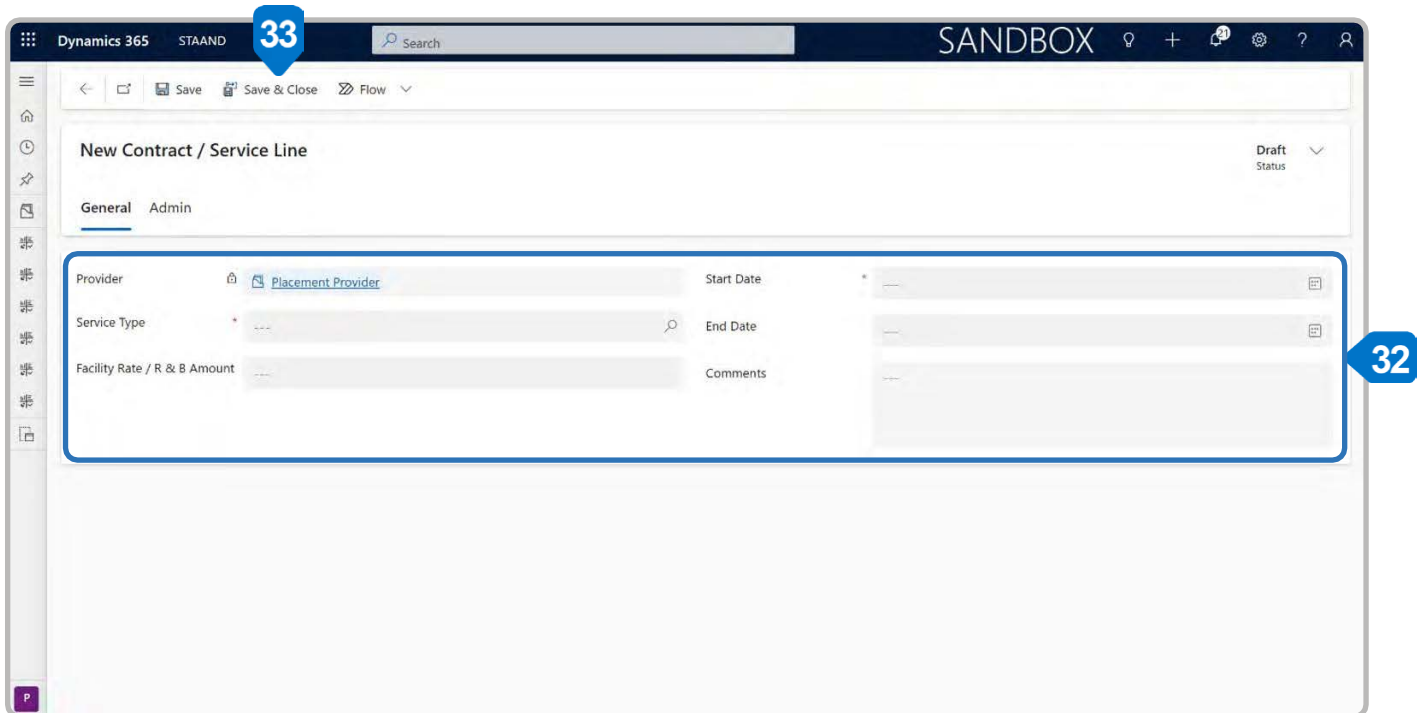 33
Dynamics 365 STAAND Search SANDBOX 21
Save Save & Close Flow
New Contract / Service Line
Draft
Status
General Admin
Provider Placement Provider Start Date * ---
Service Type * --- End Date ---
Facility Rate / R & B Amount --- Comments ---
32
P